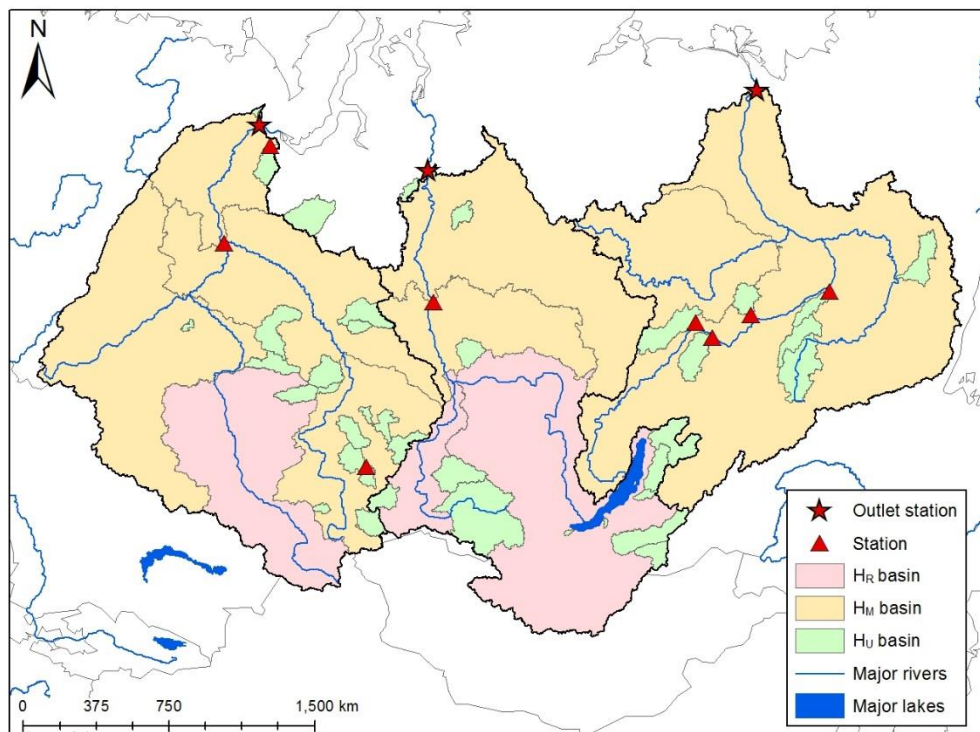 N
Outlet station
Station
HR basin
HM basin
HU basin
Major rivers
Major lakes
0 375 750 1,500 km